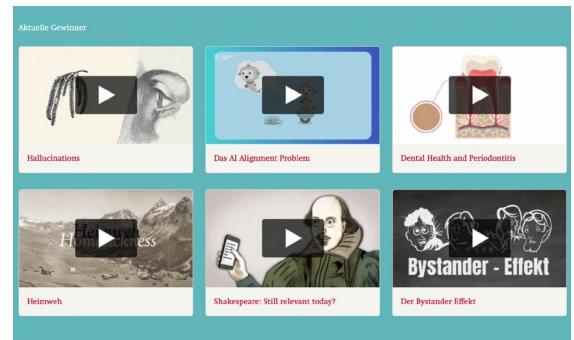 Aktuelle Gewinner
Hallucinations
Das AI Alignment Problem
Dental Health and Periodontitis
Heimweh
Homesickness
Heimweh
Shakespeare: Still relevant today?
Bystander - Effekt
Der Bystander Effekt